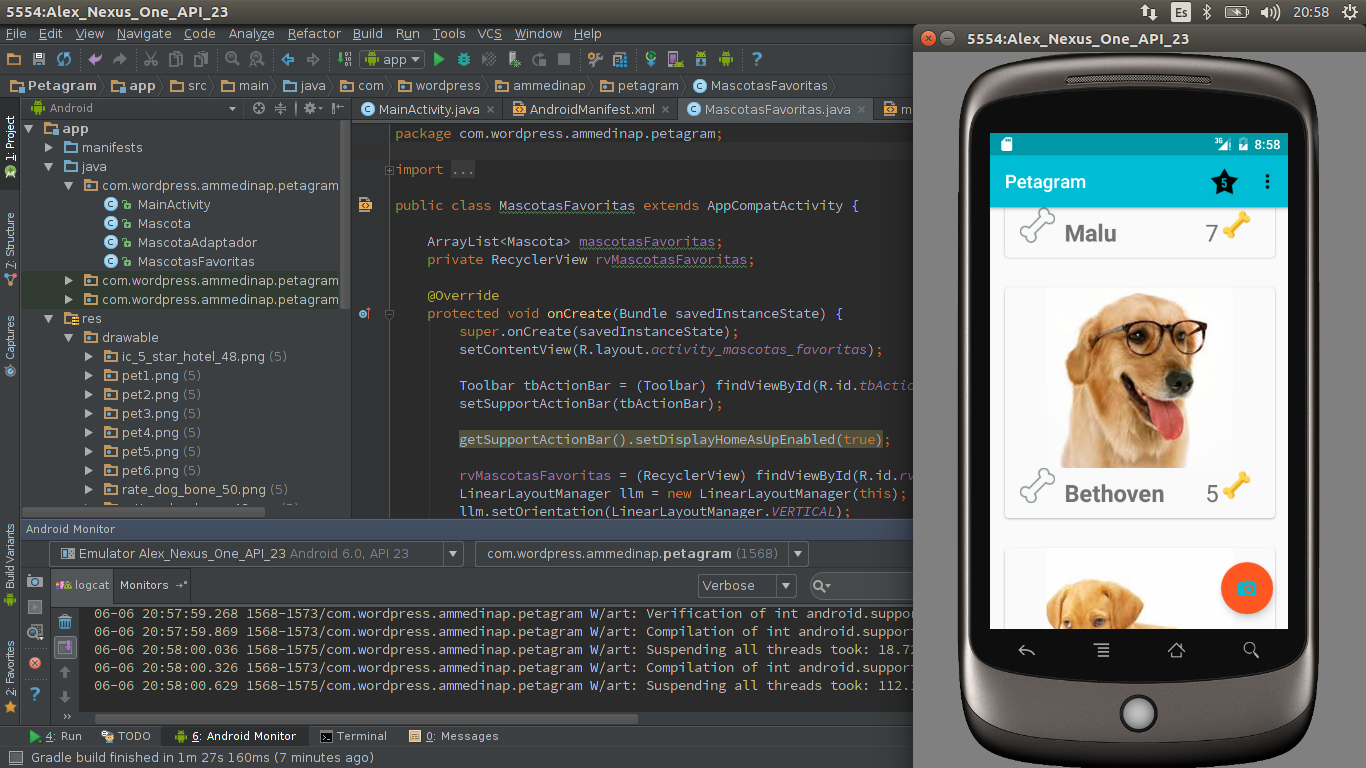 5554:Alex_Nexus_One_API_23
Es
20:58
File Edit View Navigate Code Analyze Refactor Build Run Tools VCS Window Help
app
Petagram app src main java com wordpress ammedinap petagram MascotasFavoritas
Android
MainActivity.java AndroidManifest.xml MascotasFavoritas.java m
1: Project
7: Structure
Captures
Build Variants
2: Favorites
app
manifests
java
com.wordpress.ammedinap.petagram
MainActivity
Mascota
MascotaAdaptador
MascotasFavoritas
com.wordpress.ammedinap.petagram
com.wordpress.ammedinap.petagram
res
drawable
ic_5_star_hotel_48.png (5)
pet1.png (5)
pet2.png (5)
pet3.png (5)
pet4.png (5)
pet5.png (5)
pet6.png (5)
rate_dog_bone_50.png (5)
package com.wordpress.ammedinap.petagram;
import ...
public class MascotasFavoritas extends AppCompatActivity {
ArrayList<Mascota> mascotasFavoritas;
private RecyclerView rvMascotasFavoritas;
@Override
protected void onCreate(Bundle savedInstanceState) {
super.onCreate(savedInstanceState);
setContentView(R.layout.activity_mascotas_favoritas);
Toolbar tbActionBar = (Toolbar) findViewById(R.id.tbActio
setSupportActionBar(tbActionBar);
getSupportActionBar().setDisplayHomeAsUpEnabled(true);
rvMascotasFavoritas = (RecyclerView) findViewById(R.id.rv
LinearLayoutManager llm = new LinearLayoutManager(this);
llm.setOrientation(LinearLayoutManager.VERTICAL);
Android Monitor
Emulator Alex_Nexus_One_API_23 Android 6.0, API 23
com.wordpress.ammedinap.petagram (1568)
logcat Monitors
Verbose
06-06 20:57:59.268 1568-1573/com.wordpress.ammedinap.petagram W/art: Verification of int android.suppor
06-06 20:57:59.869 1568-1573/com.wordpress.ammedinap.petagram W/art: Compilation of int android.support
06-06 20:58:00.036 1568-1575/com.wordpress.ammedinap.petagram W/art: Suspending all threads took: 18.72
06-06 20:58:00.326 1568-1573/com.wordpress.ammedinap.petagram W/art: Compilation of int android.support
06-06 20:58:00.629 1568-1575/com.wordpress.ammedinap.petagram W/art: Suspending all threads took: 112.
4: Run TODO 6: Android Monitor Terminal 0: Messages
Gradle build finished in 1m 27s 160ms (7 minutes ago)
5554:Alex_Nexus_One_API_23
3G
8:58
Petagram
5
Malu 7
Bethoven 5